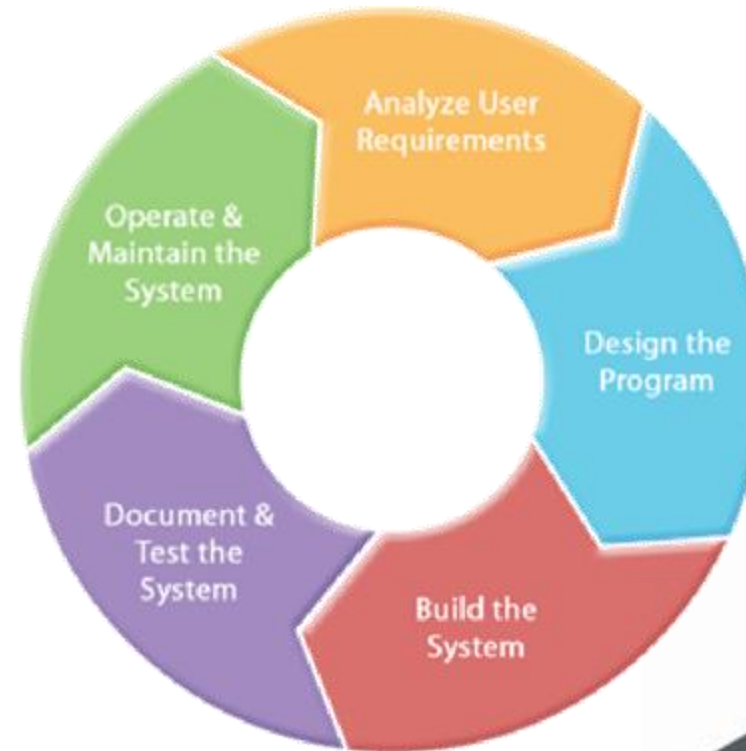 Analyze User
Requirements
Design the
Program
Build the
System
Document &
Test the
System
Operate &
Maintain the
System